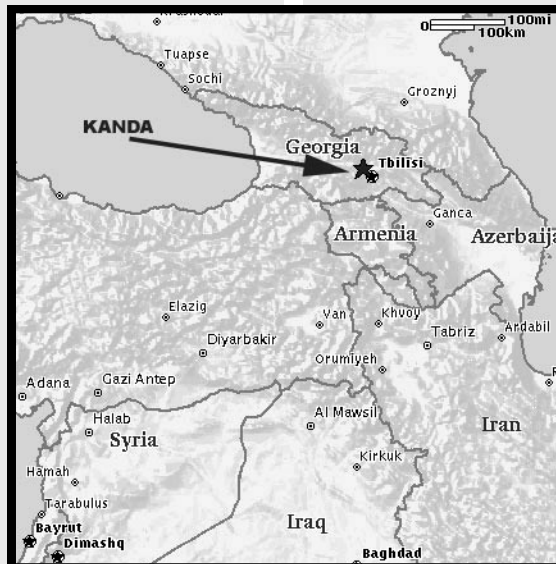 Krasnodar
0 100mi
100km
Tuapse
Sochi
Groznyj
KANDA
Georgia
Tbilisi
Ganca
Armenia
Azerbaija
Elazig
Van
Khvoy
Diyarbakir
Tabriz
Ardabil
Orumiyeh
Adana
Gazi Antep
Halab
Al Mawsil
Syria
Iran
Hamah
Kirkuk
Tarabulus
Iraq
Bayrut
Dimashq
Baghdad